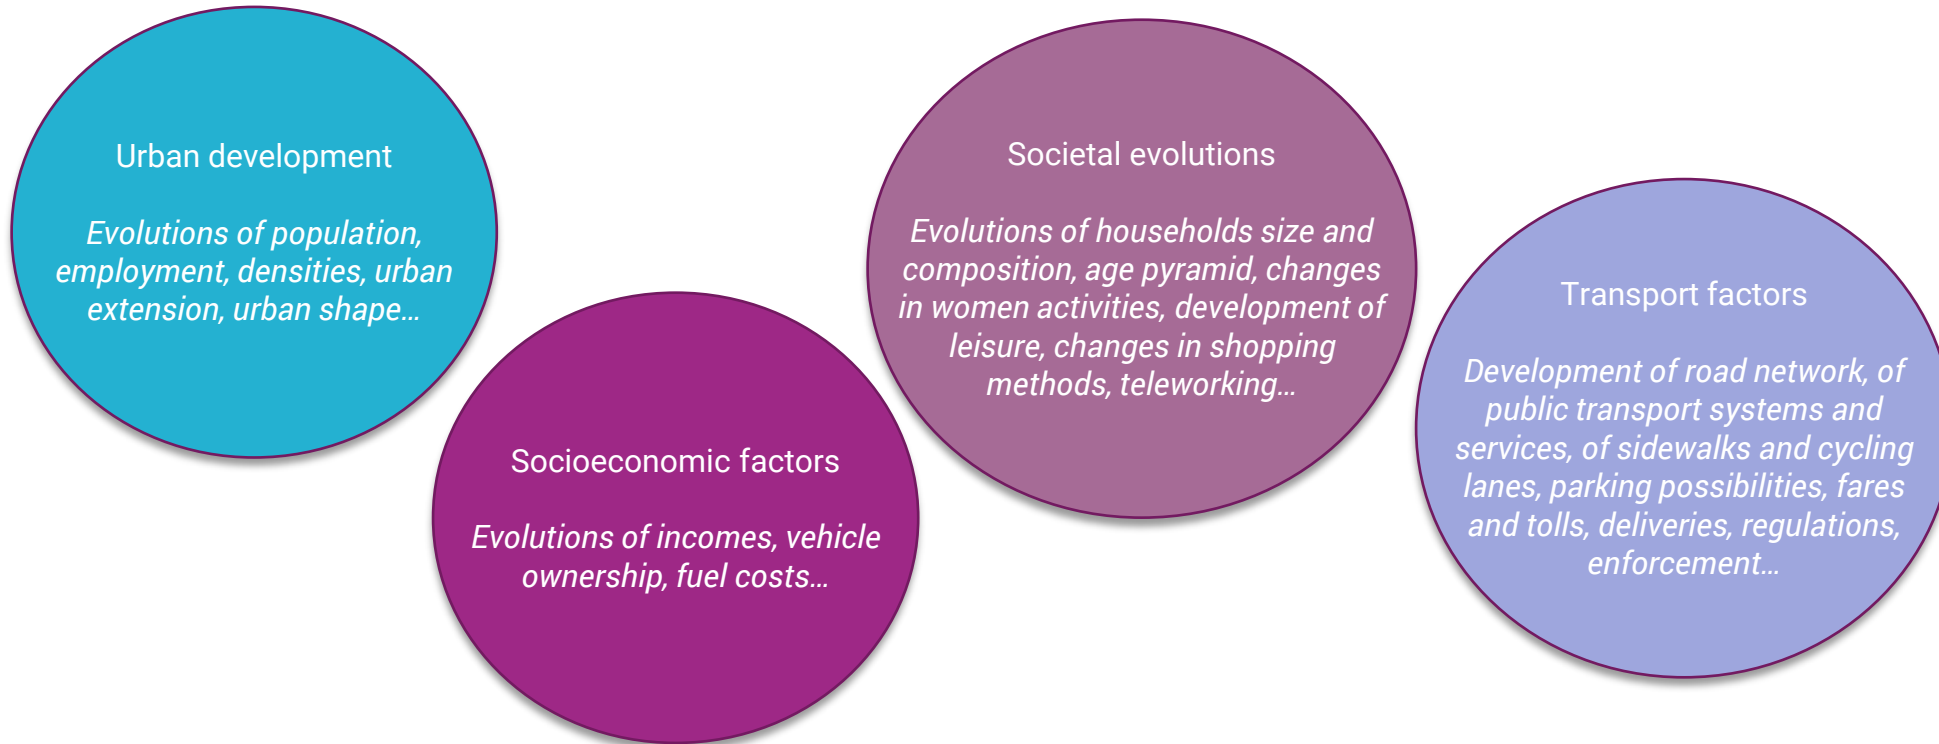 Urban development
Evolutions of population,
employment, densities, urban
extension, urban shape...
Socioeconomic factors
Evolutions of incomes, vehicle
ownership, fuel costs...
Societal evolutions
Evolutions of households size and
composition, age pyramid, changes
in women activities, development of
leisure, changes in shopping
methods, teleworking...
Transport factors
Development of road network, of
public transport systems and
services, of sidewalks and cycling
lanes, parking possibilities, fares
and tolls, deliveries, regulations,
enforcement...